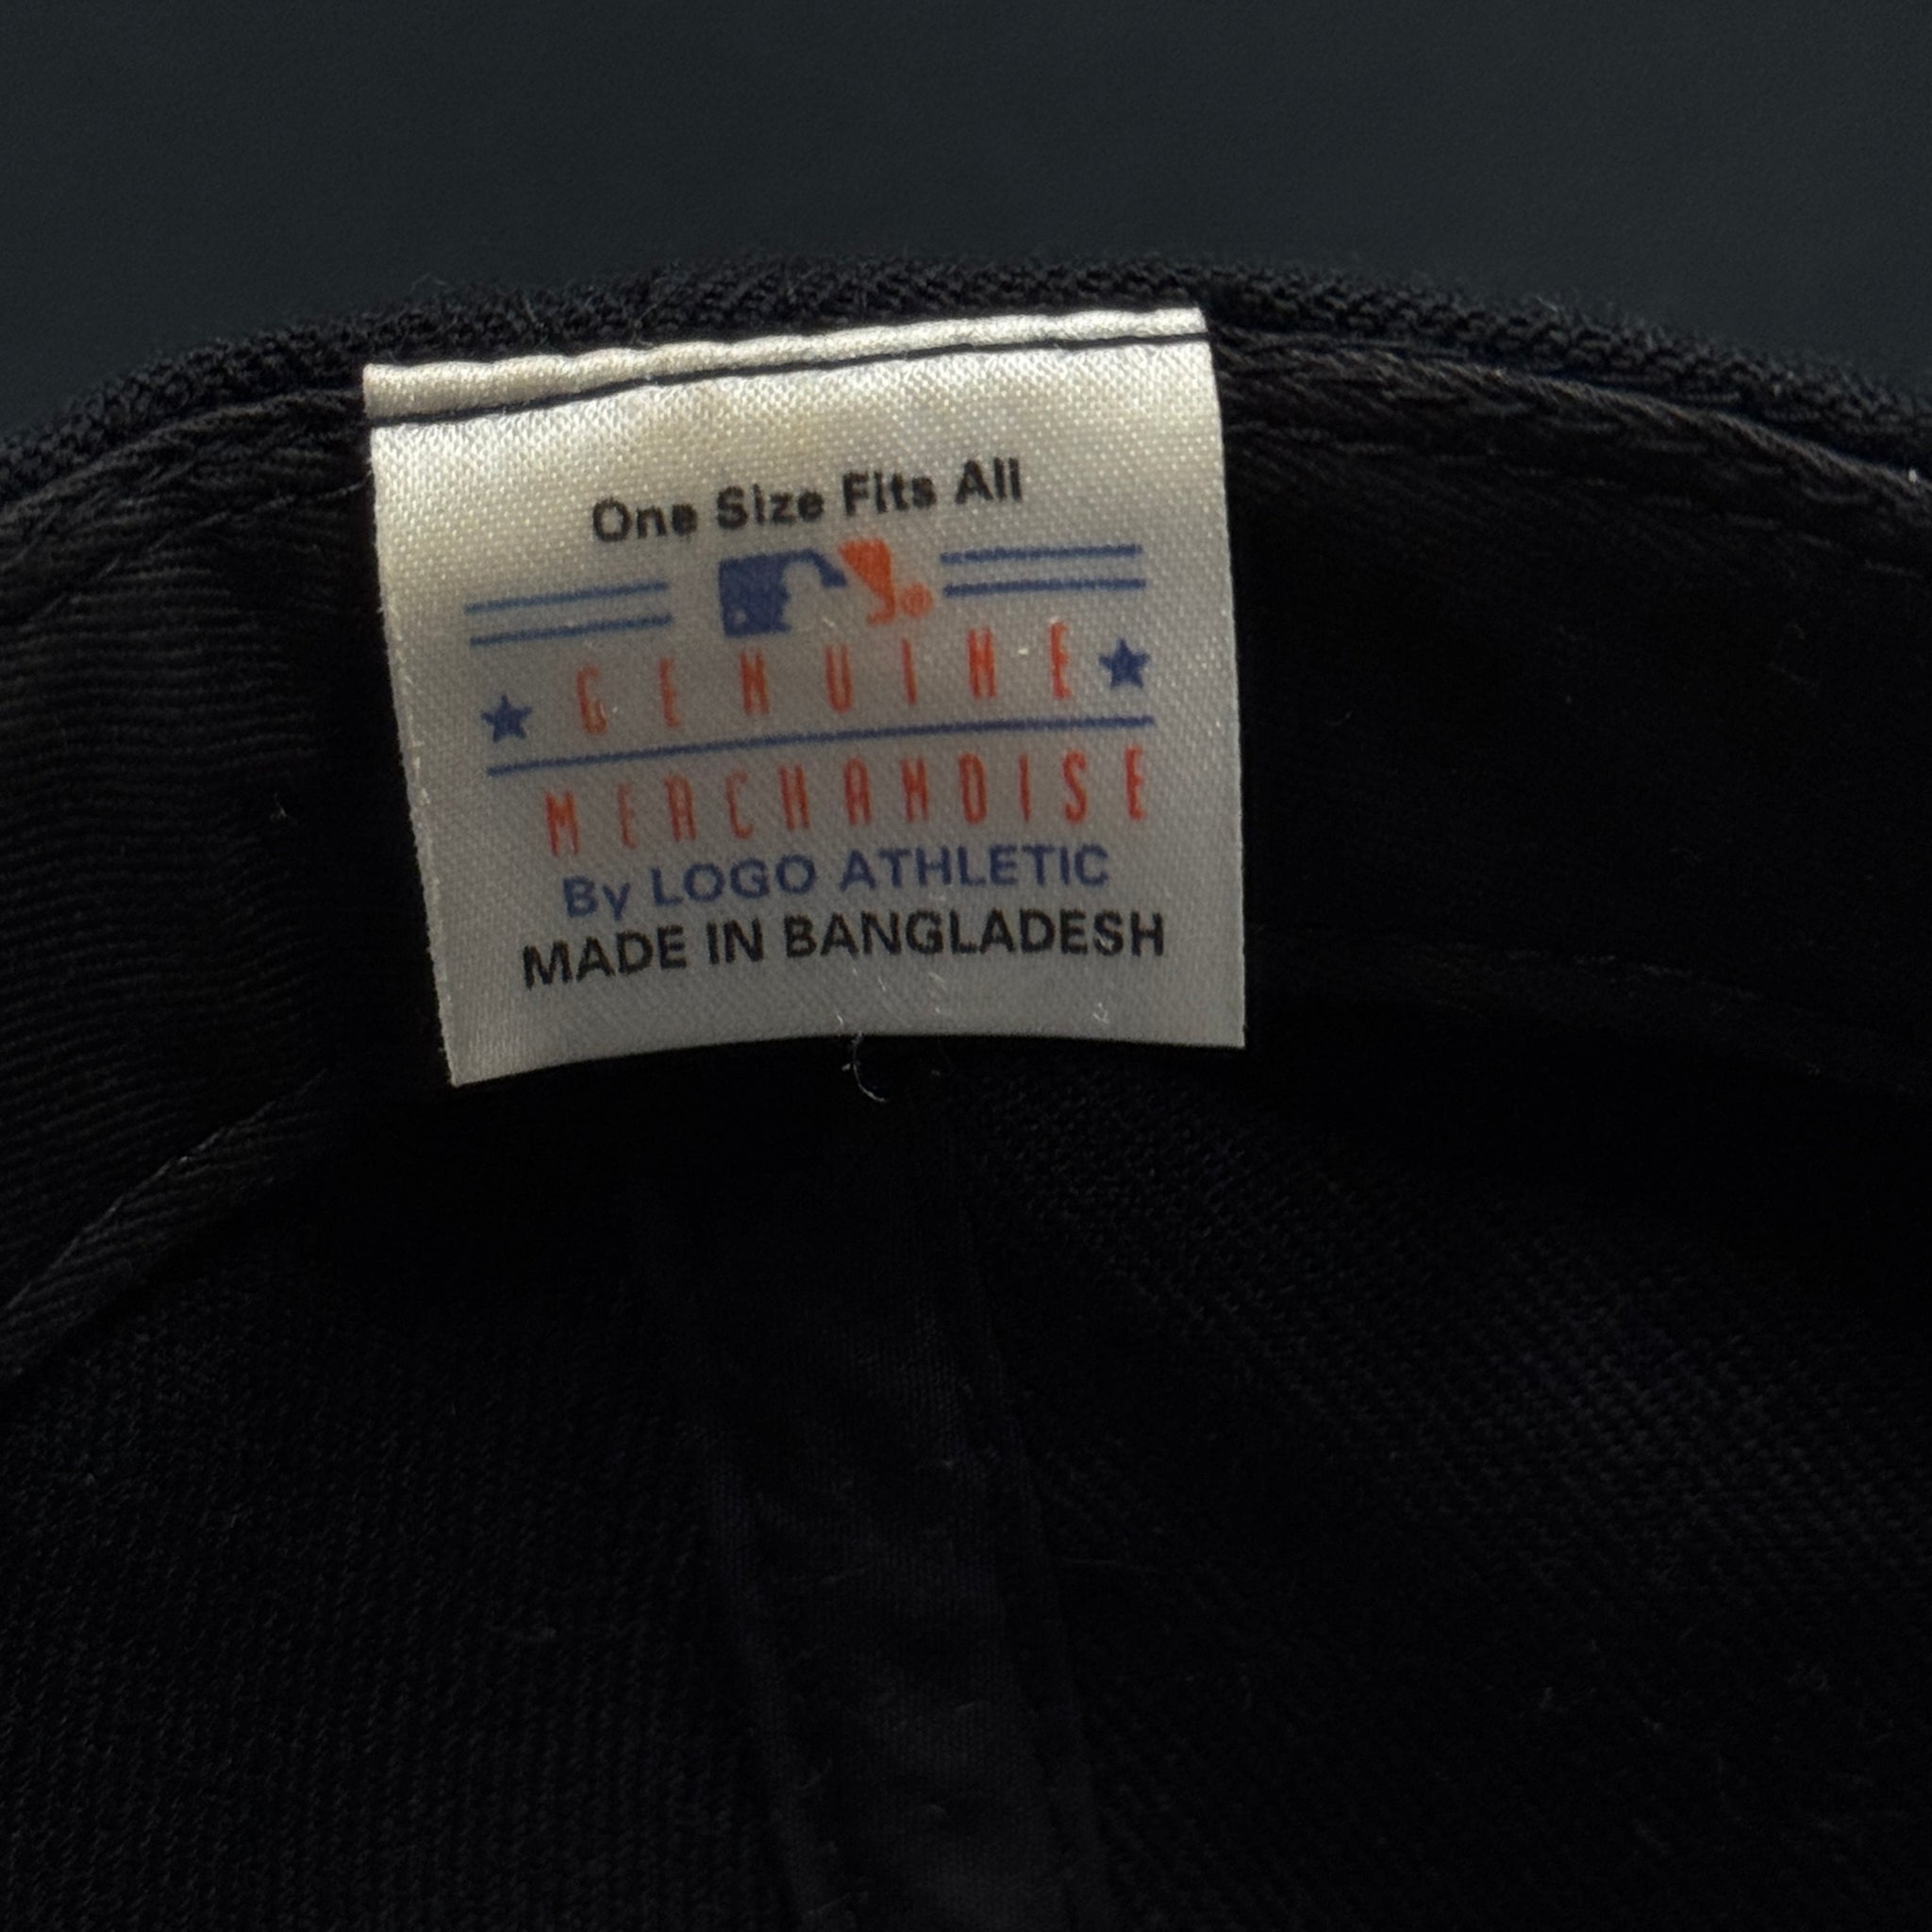 One Size Fits All
GENUINE
MERCHANDISE
By LOGO ATHLETIC
MADE IN BANGLADESH